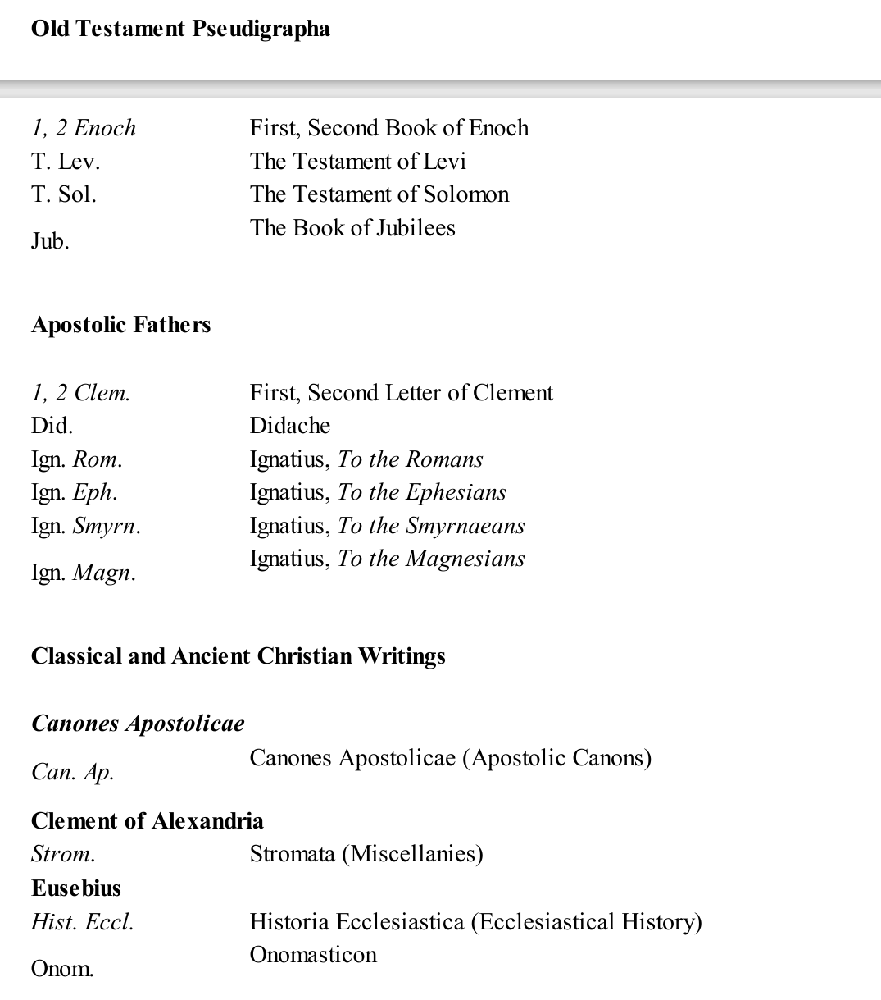 Old Testament Pseudigrapha
1, 2 Enoch First, Second Book of Enoch
T. Lev. The Testament of Levi
T. Sol. The Testament of Solomon
Jub. The Book of Jubilees
Apostolic Fathers
1, 2 Clem. First, Second Letter of Clement
Did. Didache
Ign. Rom. Ignatius, To the Romans
Ign. Eph. Ignatius, To the Ephesians
Ign. Smyrn. Ignatius, To the Smyrnaeans
Ign. Magn. Ignatius, To the Magnesians
Classical and Ancient Christian Writings
Canones Apostolicae
Can. Ap. Canones Apostolicae (Apostolic Canons)
Clement of Alexandria
Strom. Stromata (Miscellanies)
Eusebius
Hist. Eccl. Historia Ecclesiastica (Ecclesiastical History)
Onom. Onomasticon